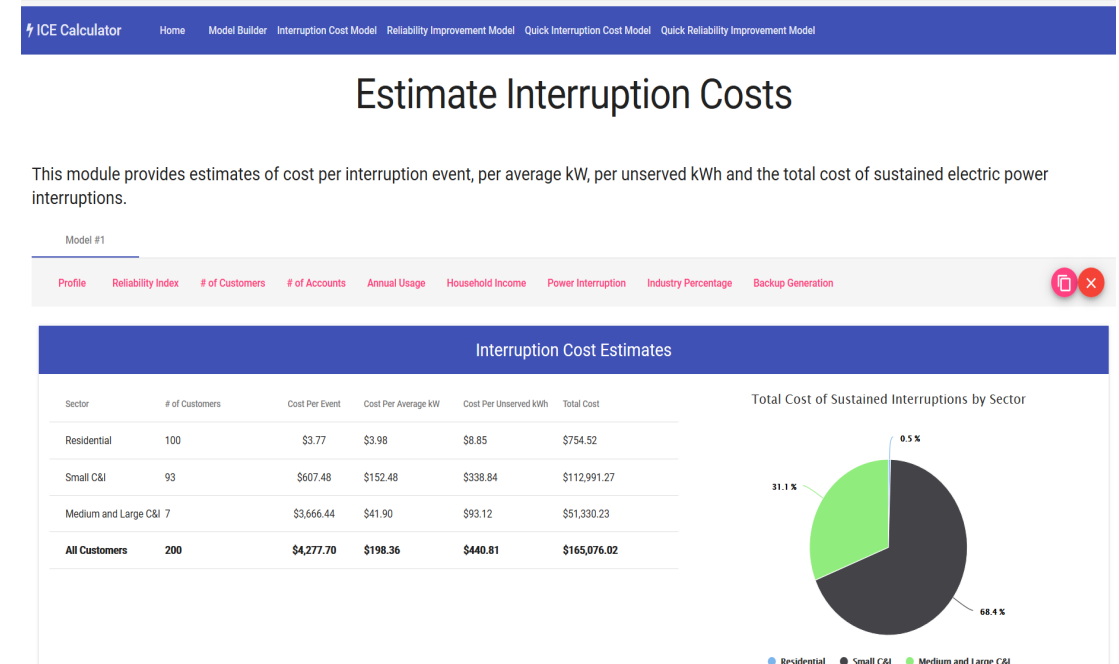 ICE Calculator Home Model Builder Interruption Cost Model Reliability Improvement Model Quick Interruption Cost Model Quick Reliability Improvement Model
Estimate Interruption Costs
This module provides estimates of cost per interruption event, per average kW, per unserved kWh and the total cost of sustained electric power
interruptions.
Model #1
Profile Reliability Index # of Customers # of Accounts Annual Usage Household Income Power Interruption Industry Percentage Backup Generation
Interruption Cost Estimates
Sector # of Customers Cost Per Event Cost Per Average kW Cost Per Unserved kWh Total Cost
Residential 100 $3.77 $3.98 $8.85 $754.52
Small C&I 93 $607.48 $152.48 $338.84 $112,991.27
Medium and Large C&I 7 $3,666.44 $41.90 $93.12 $51,330.23
All Customers 200 $4,277.70 $198.36 $440.81 $165,076.02
Total Cost of Sustained Interruptions by Sector
0.5 %
31.1 %
68.4 %
Residential Small C&I Medium and Large C&I